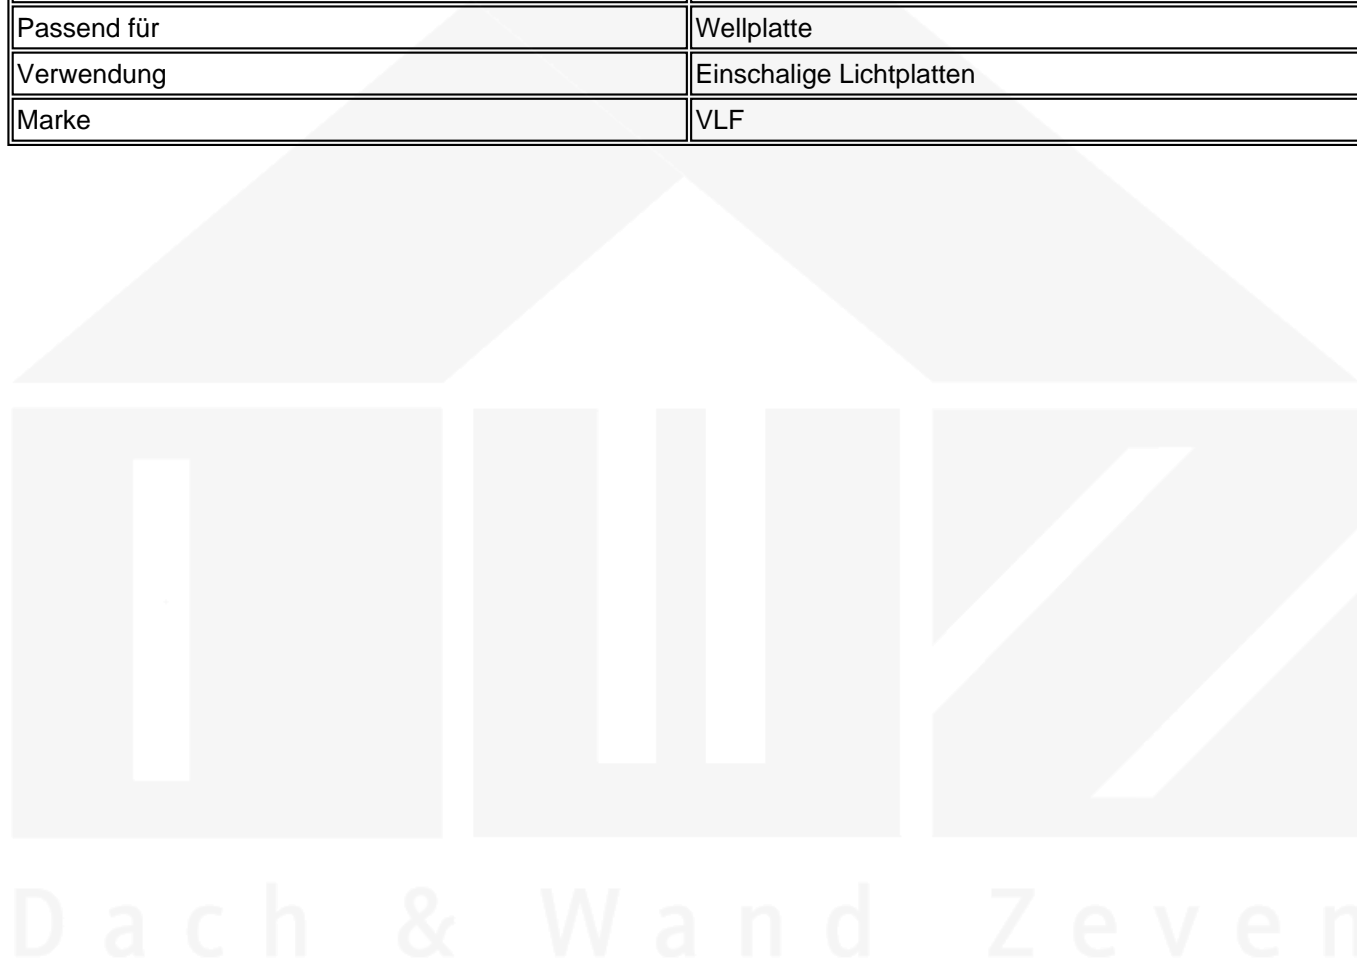 Passend für Wellplatte
Verwendung Einschalige Lichtplatten
Marke VLF
Dach & Wand Zeven